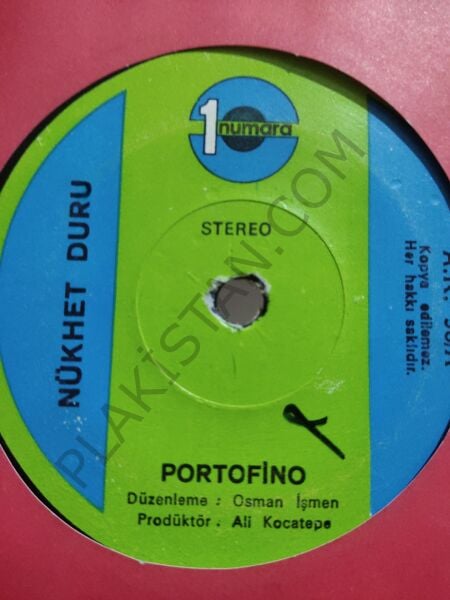 1 numara
STEREO
NÜKHET DURU
Kopya edilemez.
Her hakkı saklıdır.
PORTOFİNO
Düzenleme : Osman İşmen
Prodüktör : Ali Kocatepe
PLAKİSTAN.COM